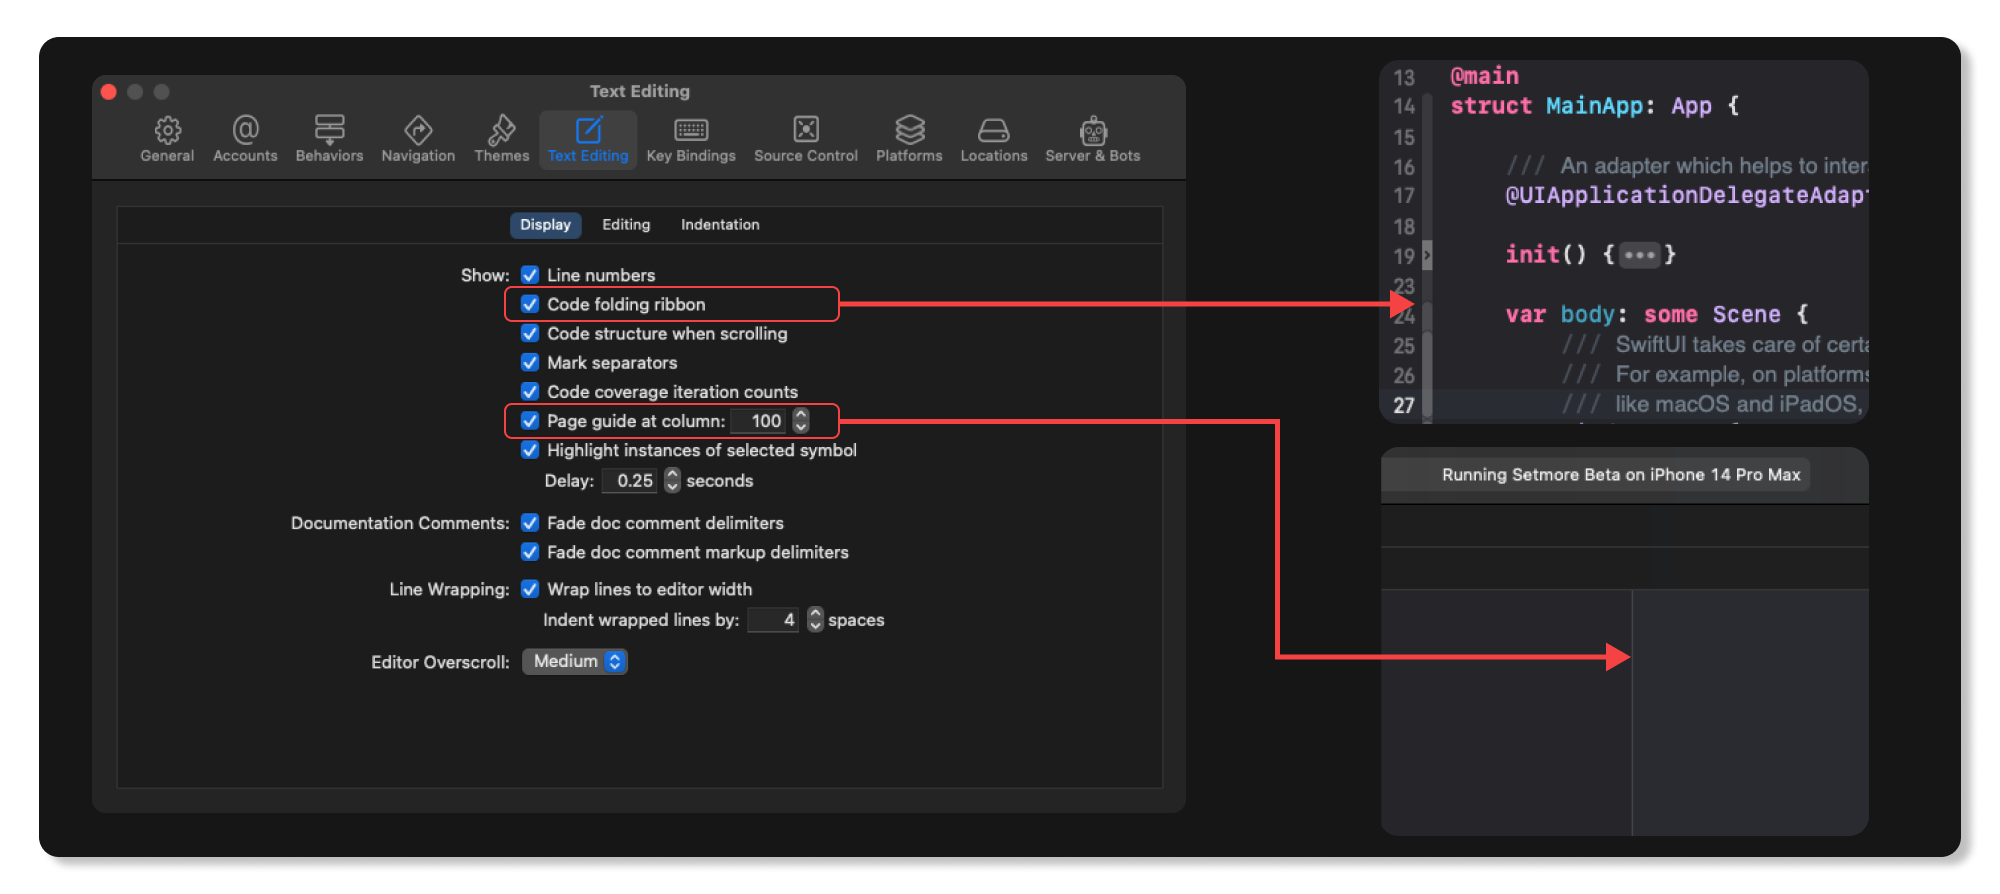 Text Editing
General Accounts Behaviors Navigation Themes Text Editing Key Bindings Source Control Platforms Locations Server & Bots
Display Editing Indentation
Show: Line numbers
Code folding ribbon
Code structure when scrolling
Mark separators
Code coverage iteration counts
Page guide at column: 100
Highlight instances of selected symbol
Delay: 0.25 seconds
Documentation Comments: Fade doc comment delimiters
Fade doc comment markup delimiters
Line Wrapping: Wrap lines to editor width
Indent wrapped lines by: 4 spaces
Editor Overscroll: Medium
13 @main
14 struct MainApp: App {
15
16 /// An adapter which helps to inter
17 @UIApplicationDelegateAdapt
18
19 init() {•••}
23
24 var body: some Scene {
25 /// SwiftUI takes care of certa
26 /// For example, on platforms
27 /// like macOS and iPadOS,
Running Setmore Beta on iPhone 14 Pro Max